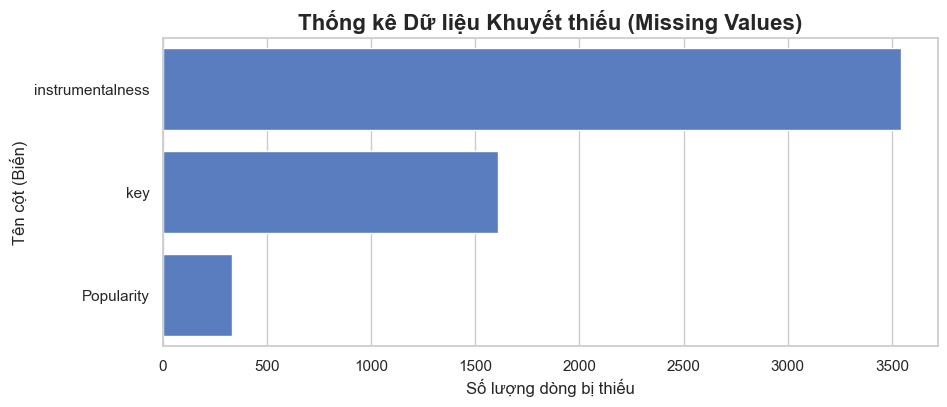 Thống kê Dữ liệu Khuyết thiếu (Missing Values)
Tên cột (Biến)
instrumentalness
key
Popularity
0 500 1000 1500 2000 2500 3000 3500
Số lượng dòng bị thiếu